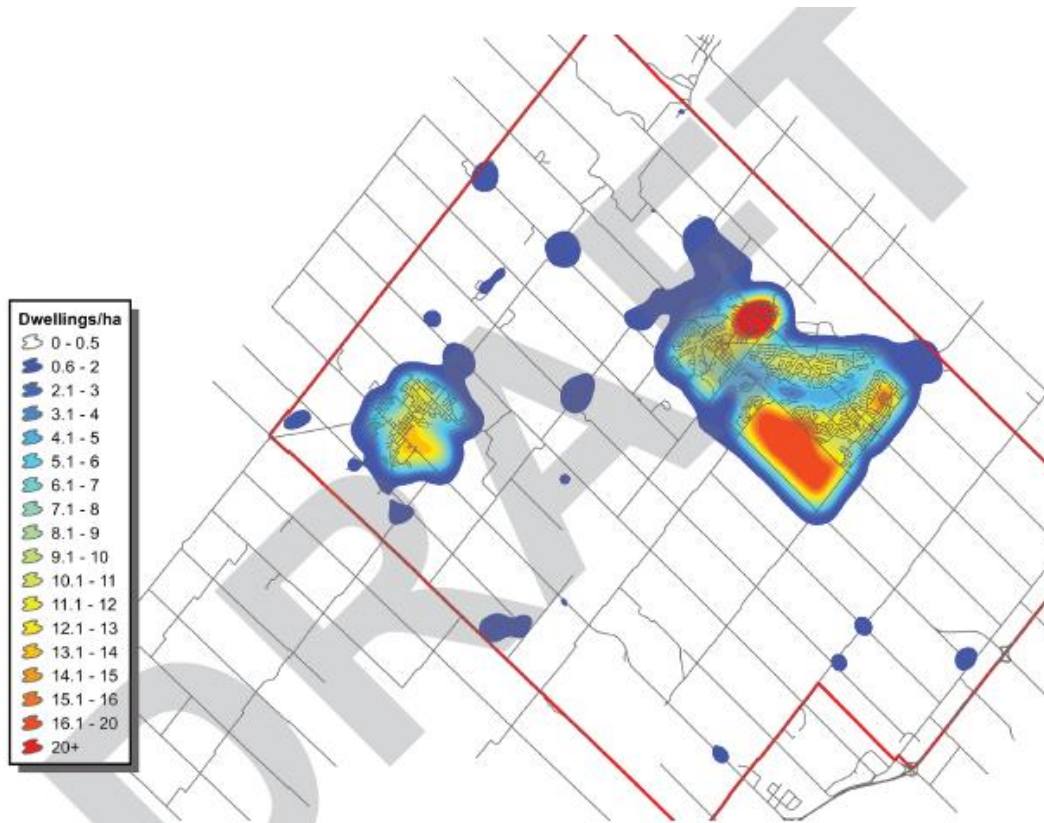 DRAFT
Dwellings/ha
0 - 0.5
0.6 - 2
2.1 - 3
3.1 - 4
4.1 - 5
5.1 - 6
6.1 - 7
7.1 - 8
8.1 - 9
9.1 - 10
10.1 - 11
11.1 - 12
12.1 - 13
13.1 - 14
14.1 - 15
15.1 - 16
16.1 - 20
20+